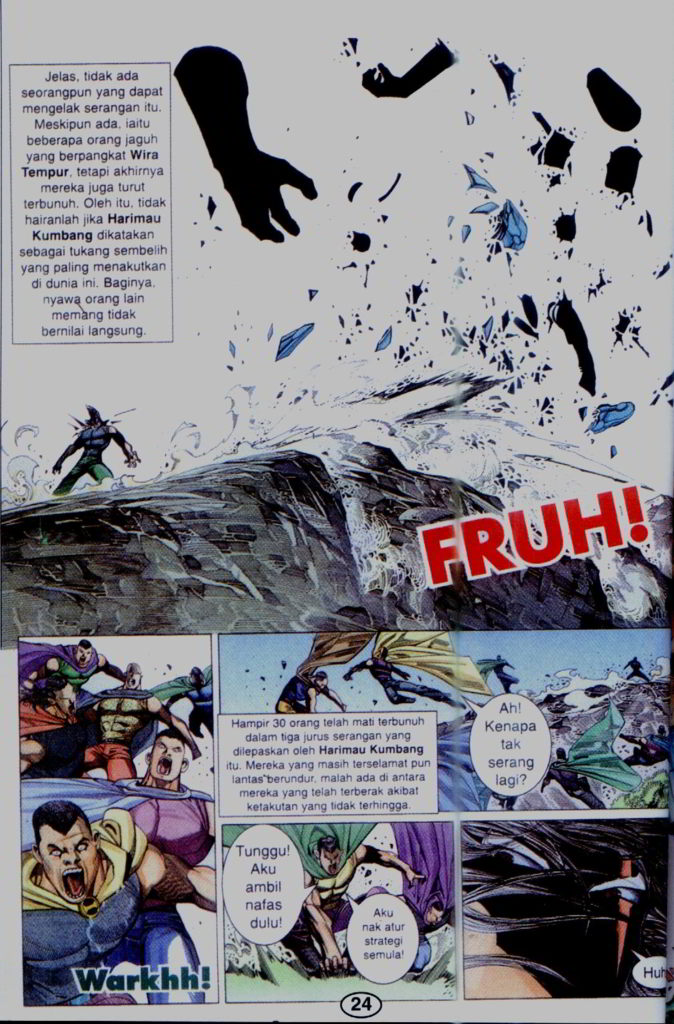 Jelas, tidak ada
seorangpun yang dapat
mengelak serangan itu.
Meskipun ada, iaitu
beberapa orang jaguh
yang berpangkat Wira
Tempur, tetapi akhirnya
mereka juga turut
terbunuh. Oleh itu, tidak
hairanlah jika Harimau
Kumbang dikatakan
sebagai tukang sembelih
yang paling menakutkan
di dunia ini. Baginya,
nyawa orang lain
memang tidak
bernilai langsung.
FRUH!
Hampir 30 orang telah mati terbunuh
dalam tiga jurus serangan yang
dilepaskan oleh Harimau Kumbang
itu. Mereka yang masih terselamat pun
lantas berundur, malah ada di antara
mereka yang telah terberak akibat
ketakutan yang tidak terhingga.
Ah!
Kenapa
tak
serang
lagi?
Warkhh!
Tunggu!
Aku
ambil
nafas
dulu!
Aku
nak atur
strategi
semula!
Huh
24